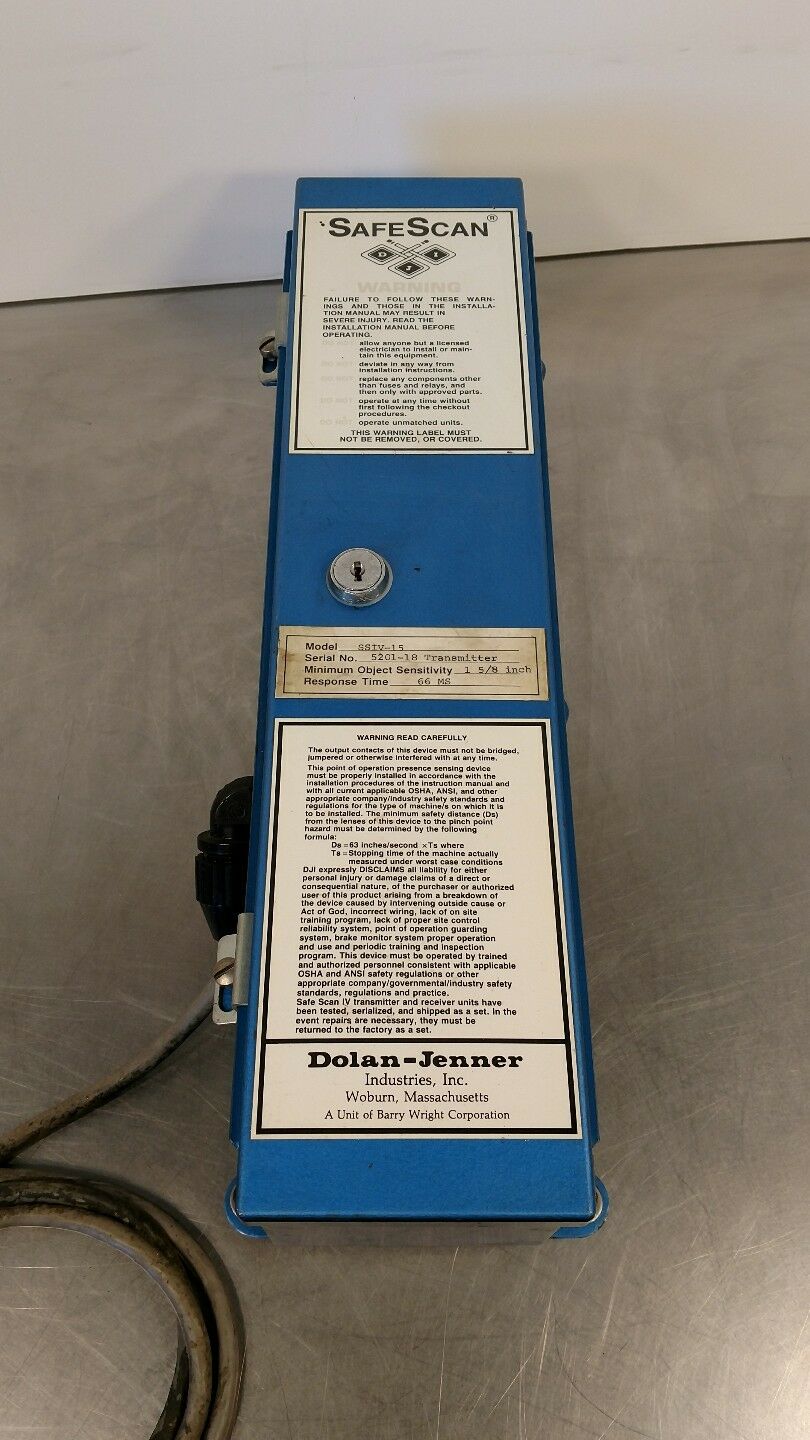 SAFESCAN®
D J I
WARNING
FAILURE TO FOLLOW THESE WARN-
INGS AND THOSE IN THE INSTALLA-
TION MANUAL MAY RESULT IN
SEVERE INJURY. READ THE
INSTALLATION MANUAL BEFORE
OPERATING.
DO NOT allow anyone but a licensed
electrician to install or main-
tain this equipment.
DO NOT deviate in any way from
installation instructions.
DO NOT replace any components other
than fuses and relays, and
then only with approved parts.
DO NOT operate at any time without
first following the checkout
procedures.
DO NOT operate unmatched units.
THIS WARNING LABEL MUST
NOT BE REMOVED, OR COVERED.
Model SSIV-15
Serial No. 5201-18 Transmitter
Minimum Object Sensitivity 1 5/8 inch
Response Time 66 MS
WARNING READ CAREFULLY
The output contacts of this device must not be bridged,
jumpered or otherwise interfered with at any time.
This point of operation presence sensing device
must be properly installed in accordance with the
installation procedures of the instruction manual and
with all current applicable OSHA, ANSI, and other
appropriate company/industry safety standards and
regulations for the type of machine/s on which it is
to be installed. The minimum safety distance (Ds)
from the lenses of this device to the pinch point
hazard must be determined by the following
formula:
Ds = 63 inches/second × Ts where
Ts = Stopping time of the machine actually
measured under worst case conditions
DJI expressly DISCLAIMS all liability for either
personal injury or damage claims of a direct or
consequential nature, of the purchaser or authorized
user of this product arising from a breakdown of
the device caused by intervening outside cause or
Act of God, incorrect wiring, lack of on site
training program, lack of proper site control
reliability system, point of operation guarding
system, brake monitor system proper operation
and use and periodic training and inspection
program. This device must be operated by trained
and authorized personnel consistent with applicable
OSHA and ANSI safety regulations or other
appropriate company/governmental/industry safety
standards, regulations and practice.
Safe Scan IV transmitter and receiver units have
been tested, serialized, and shipped as a set. In the
event repairs are necessary, they must be
returned to the factory as a set.
Dolan-Jenner
Industries, Inc.
Woburn, Massachusetts
A Unit of Barry Wright Corporation